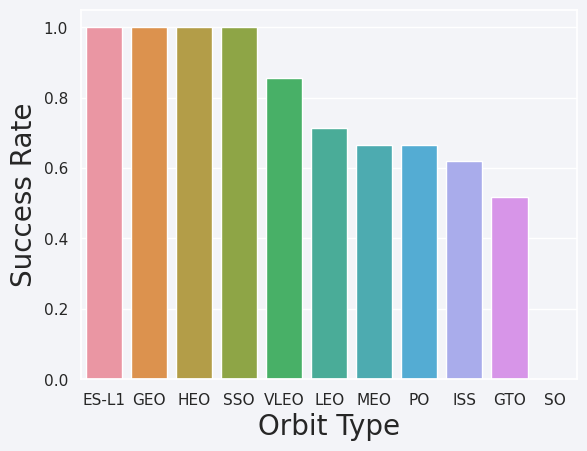 1.0
0.8
0.6
0.4
0.2
0.0
Success Rate
ES-L1 GEO HEO SSO VLEO LEO MEO PO ISS GTO SO
Orbit Type